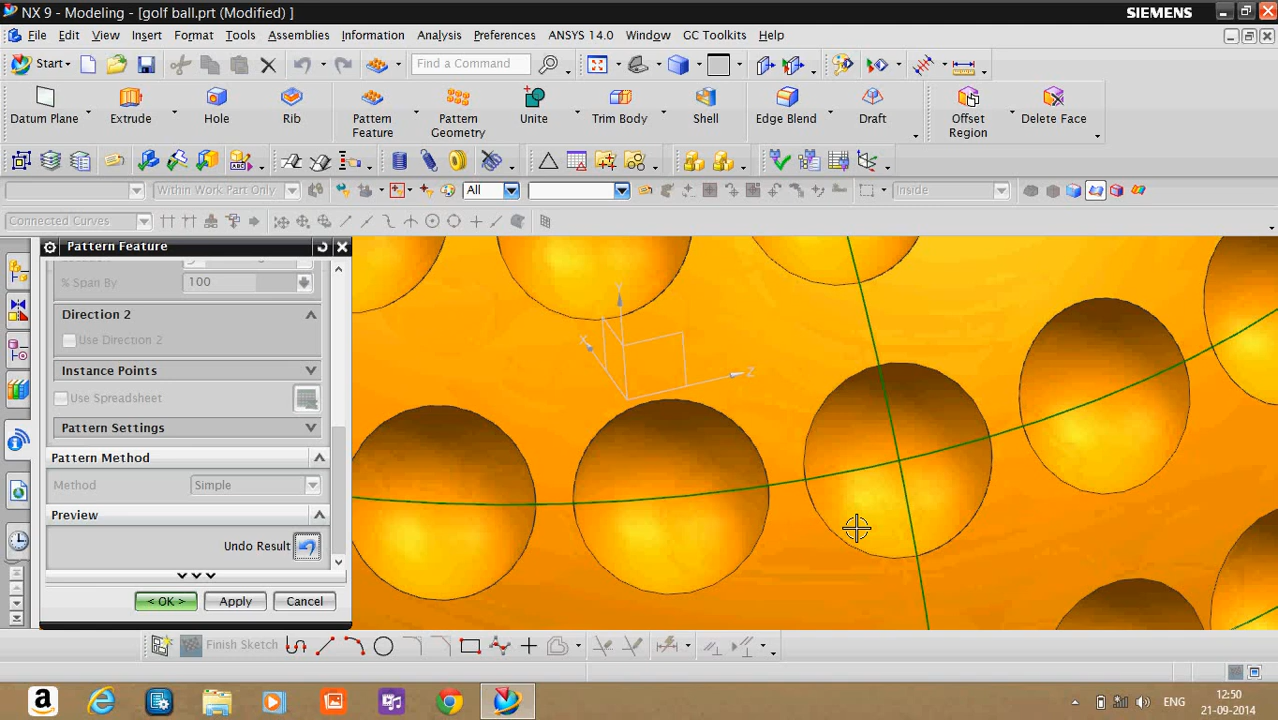 NX 9 - Modeling - [golf ball.prt (Modified) ]
SIEMENS
File Edit View Insert Format Tools Assemblies Information Analysis Preferences ANSYS 14.0 Window GC Toolkits Help
Start
Find a Command
Datum Plane
Extrude
Hole
Rib
Pattern Feature
Pattern Geometry
Unite
Trim Body
Shell
Edge Blend
Draft
Offset Region
Delete Face
Within Work Part Only
All
Inside
Connected Curves
Pattern Feature
% Span By
100
Direction 2
Use Direction 2
Instance Points
Use Spreadsheet
Pattern Settings
Pattern Method
Method
Simple
Preview
Undo Result
< OK >
Apply
Cancel
Y
X
Z
Finish Sketch
ENG
12:50
21-09-2014